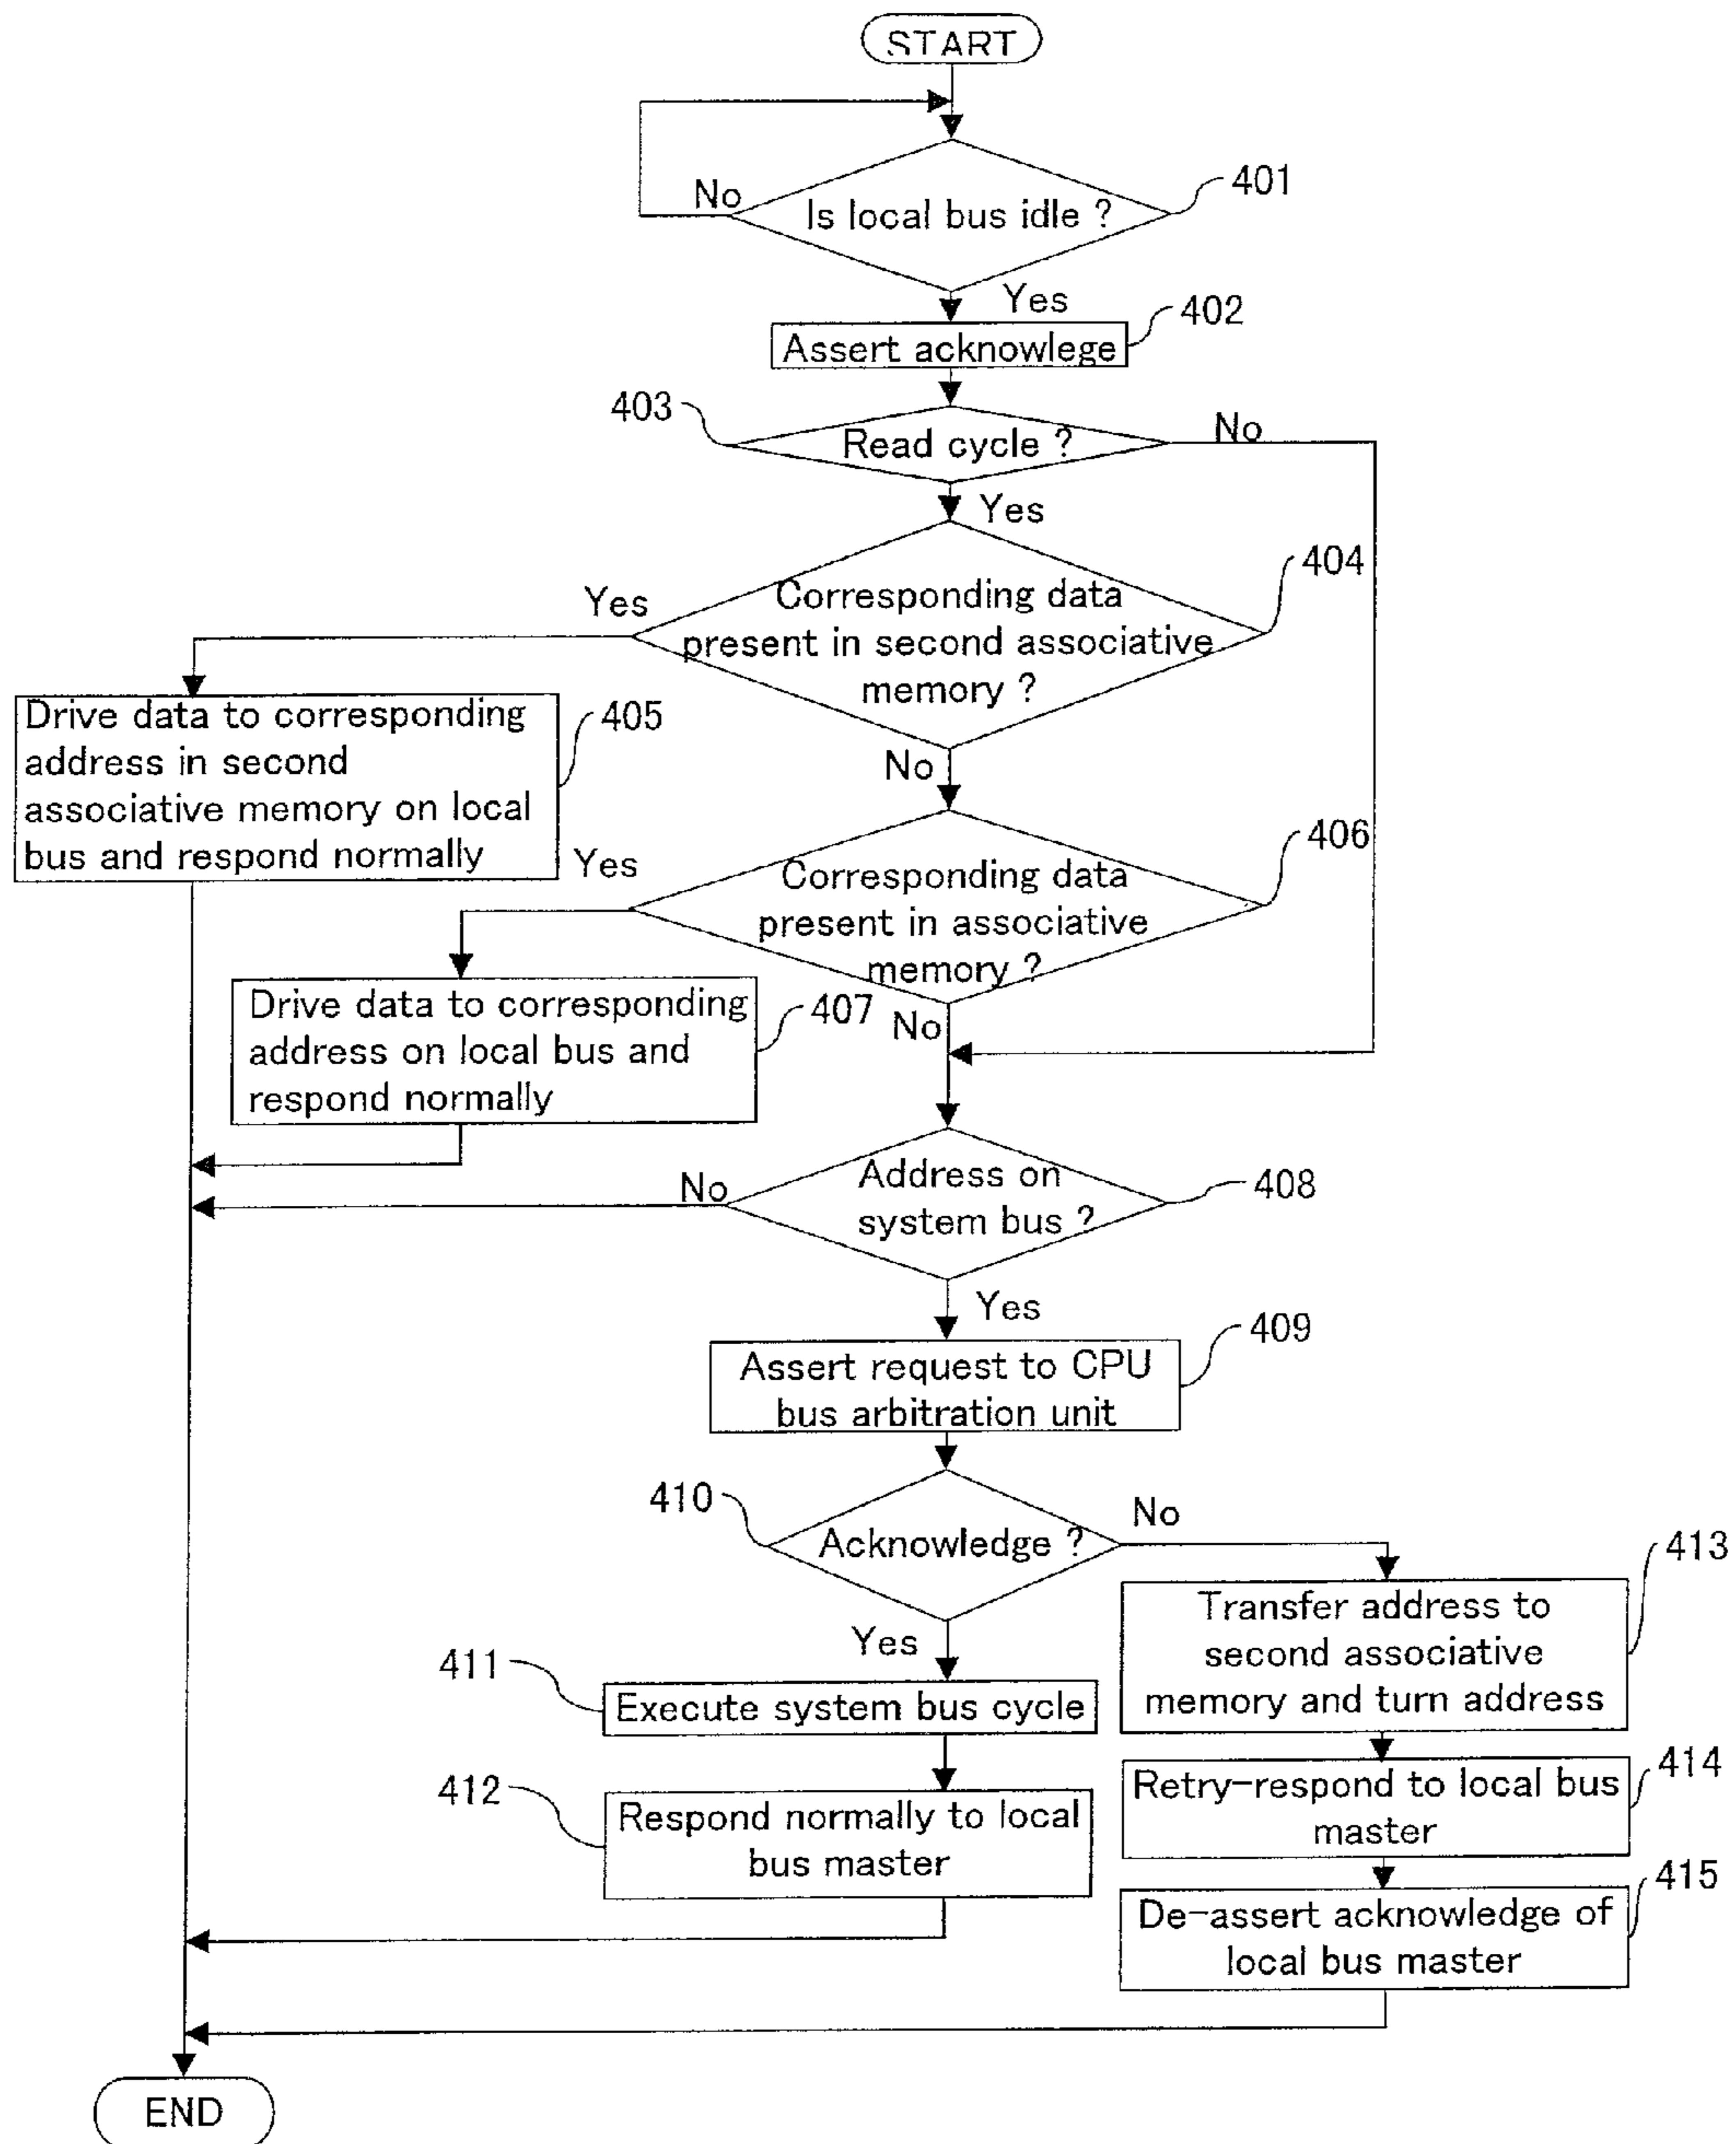 START
No
Is local bus idle ?
401
Yes
402
Assert acknowlege
403
Read cycle ?
No
Yes
404
Yes
Corresponding data
present in second associative
memory ?
Drive data to corresponding
address in second
associative memory on local
bus and respond normally
405
No
406
Yes
Corresponding data
present in associative
memory ?
Drive data to corresponding
address on local bus and
respond normally
407
No
Address on
system bus ?
No
408
Yes
409
Assert request to CPU
bus arbitration unit
410
Acknowledge ?
No
413
Transfer address to
second associative
memory and turn address
Yes
411
Execute system bus cycle
414
Retry-respond to local bus
master
412
Respond normally to local
bus master
415
De-assert acknowledge of
local bus master
END